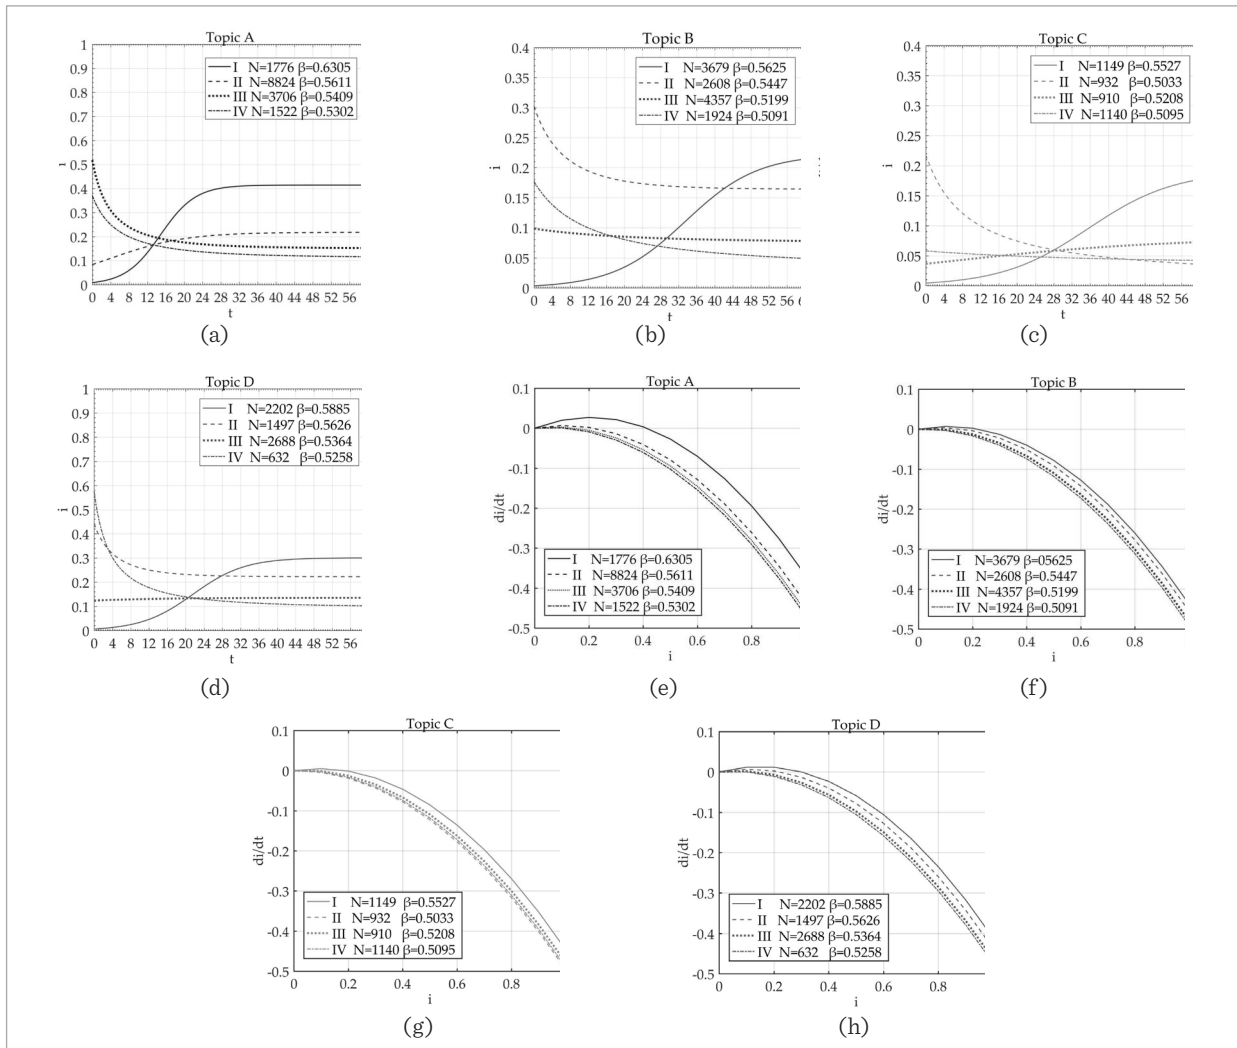 Topic A
1
0.9
0.8
0.7
0.6
0.5
0.4
0.3
0.2
0.1
0
I N=1776 β=0.6305
II N=8824 β=0.5611
III N=3706 β=0.5409
IV N=1522 β=0.5302
0 4 8 12 16 20 24 28 32 36 40 44 48 52 56
t
(a)
Topic B
0.4
0.35
0.3
0.25
0.2
0.15
0.1
0.05
0
i
I N=3679 β=0.5625
II N=2608 β=0.5447
III N=4357 β=0.5199
IV N=1924 β=0.5091
0 4 8 12 16 20 24 28 32 36 40 44 48 52 56 6
t
(b)
Topic C
0.4
0.35
0.3
0.25
0.2
0.15
0.1
0.05
0
i
I N=1149 β=0.5527
II N=932 β=0.5033
III N=910 β=0.5208
IV N=1140 β=0.5095
0 4 8 12 16 20 24 28 32 36 40 44 48 52 56
t
(c)
Topic D
1
0.9
0.8
0.7
0.6
0.5
0.4
0.3
0.2
0.1
0
i
I N=2202 β=0.5885
II N=1497 β=0.5626
III N=2688 β=0.5364
IV N=632 β=0.5258
0 4 8 12 16 20 24 28 32 36 40 44 48 52 56
t
(d)
Topic A
0.1
0
-0.1
-0.2
-0.3
-0.4
-0.5
di/dt
I N=1776 β=0.6305
II N=8824 β=0.5611
III N=3706 β=0.5409
IV N=1522 β=0.5302
0 0.2 0.4 0.6 0.8
i
(e)
Topic B
0.1
0
-0.1
-0.2
-0.3
-0.4
-0.5
di/dt
I N=3679 β=05625
II N=2608 β=0.5447
III N=4357 β=0.5199
IV N=1924 β=0.5091
0 0.2 0.4 0.6 0.8
i
(f)
Topic C
0.1
0
-0.1
-0.2
-0.3
-0.4
-0.5
di/dt
I N=1149 β=0.5527
II N=932 β=0.5033
III N=910 β=0.5208
IV N=1140 β=0.5095
0 0.2 0.4 0.6 0.8
i
(g)
Topic D
0.1
0
-0.1
-0.2
-0.3
-0.4
-0.5
di/dt
I N=2202 β=0.5885
II N=1497 β=0.5626
III N=2688 β=0.5364
IV N=632 β=0.5258
0 0.2 0.4 0.6 0.8
i
(h)